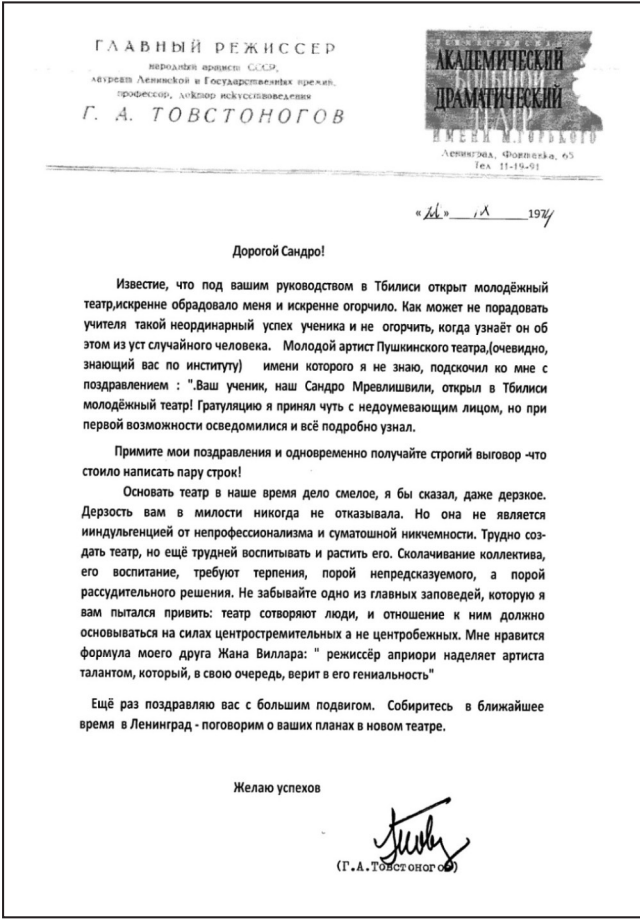 ГЛАВНЫЙ РЕЖИССЕР
народный артист СССР,
лауреат Ленинской и Государственных премий,
профессор, доктор искусствоведения
Г. А. ТОВСТОНОГОВ
АКАДЕМИЧЕСКИЙ
БОЛЬШОЙ
ДРАМАТИЧЕСКИЙ
ТЕАТР
ИМЕНИ М.ГОРЬКОГО
Ленинград, Фонтанка, 65
Тел 11-19-91
IX 1974
Дорогой Сандро!
Известие, что под вашим руководством в Тбилиси открыт молодёжный
театр,искренне обрадовало меня и искренне огорчило. Как может не порадовать
учителя такой неординарный успех ученика и не огорчить, когда узнаёт он об
этом из уст случайного человека. Молодой артист Пушкинского театра,(очевидно,
знающий вас по институту) имени которого я не знаю, подскочил ко мне с
поздравлением : ".Ваш ученик, наш Сандро Мревлишвили, открыл в Тбилиси
молодёжный театр! Гратуляцию я принял чуть с недоумевающим лицом, но при
первой возможности осведомилися и всё подробно узнал.
Примите мои поздравления и одновременно получайте строгий выговор -что
стоило написать пару строк!
Основать театр в наше время дело смелое, я бы сказал, даже дерзкое.
Дерзость вам в милости никогда не отказывала. Но она не является
ииндульгенцией от непрофессионализма и суматошной никчемности. Трудно соз-
дать театр, но ещё трудней воспитывать и растить его. Сколачивание коллектива,
его воспитание, требуют терпения, порой непредсказуемого, а порой
рассудительного решения. Не забывайте одно из главных заповедей, которую я
вам пытался привить: театр сотворяют люди, и отношение к ним должно
основываться на силах центростремительных а не центробежных. Мне нравится
формула моего друга Жана Виллара: " режиссёр априори наделяет артиста
талантом, который, в свою очередь, верит в его гениальность"
Ещё раз поздравляю вас с большим подвигом. Собиритесь в ближайшее
время в Ленинград - поговорим о ваших планах в новом театре.
Желаю успехов
(Г.А.Товстоногов)